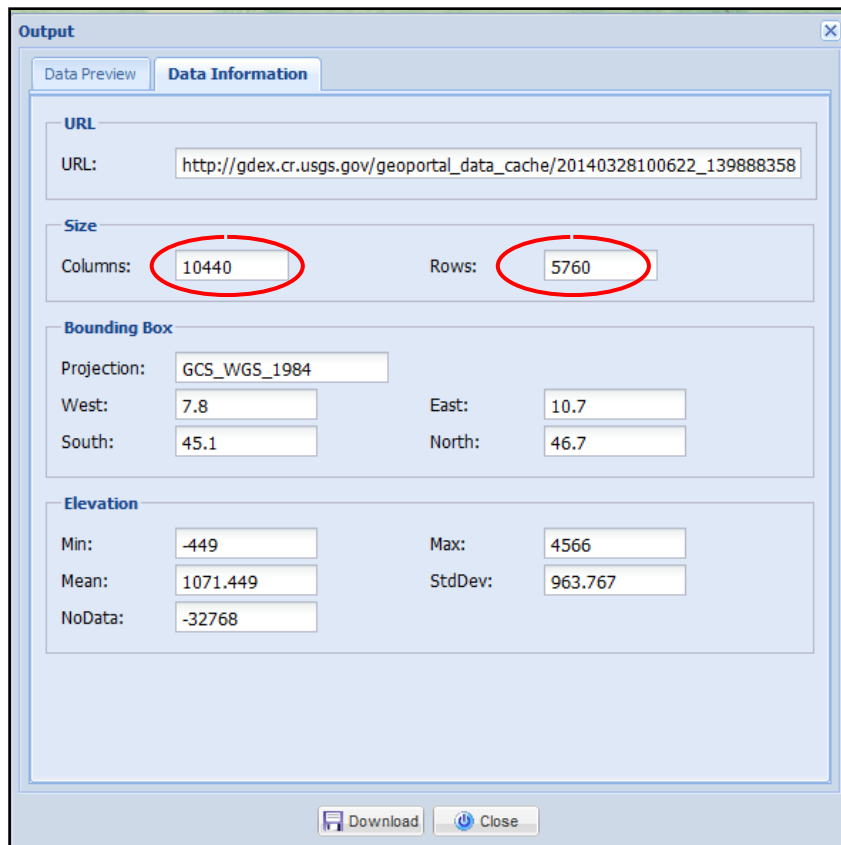 Output
Data Preview Data Information
URL
URL: http://gdex.cr.usgs.gov/geoportal_data_cache/20140328100622_139888358
Size
Columns: 10440 Rows: 5760
Bounding Box
Projection: GCS_WGS_1984
West: 7.8 East: 10.7
South: 45.1 North: 46.7
Elevation
Min: -449 Max: 4566
Mean: 1071.449 StdDev: 963.767
NoData: -32768
Download Close